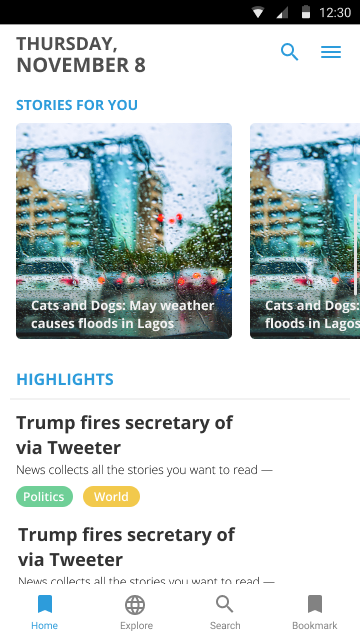 12:30
THURSDAY,
NOVEMBER 8
STORIES FOR YOU
Cats and Dogs: May weather
causes floods in Lagos
Cats and Dogs:
floods in Lagos
HIGHLIGHTS
Trump fires secretary of
via Tweeter
News collects all the stories you want to read —
Politics
World
Trump fires secretary of
via Tweeter
News collects all the stories you want to read —
Home
Explore
Search
Bookmark